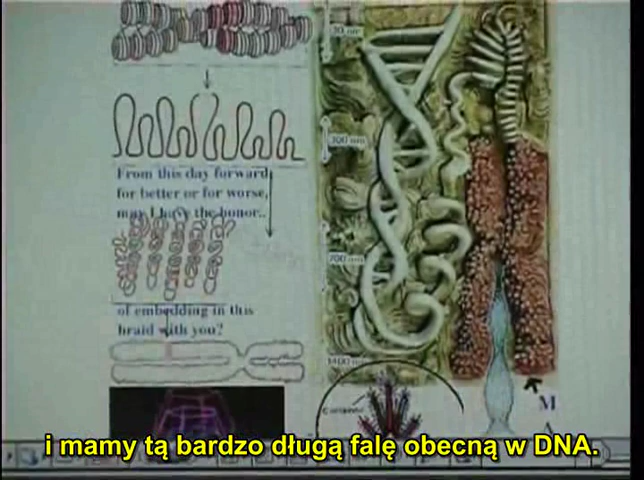 30 nm
300 nm
From this day forward,
for better or for worse,
may I have the honor..
700 nm
of embedding in this
braid with you?
1400 nm
M
A
i mamy tą bardzo długą falę obecną w DNA.